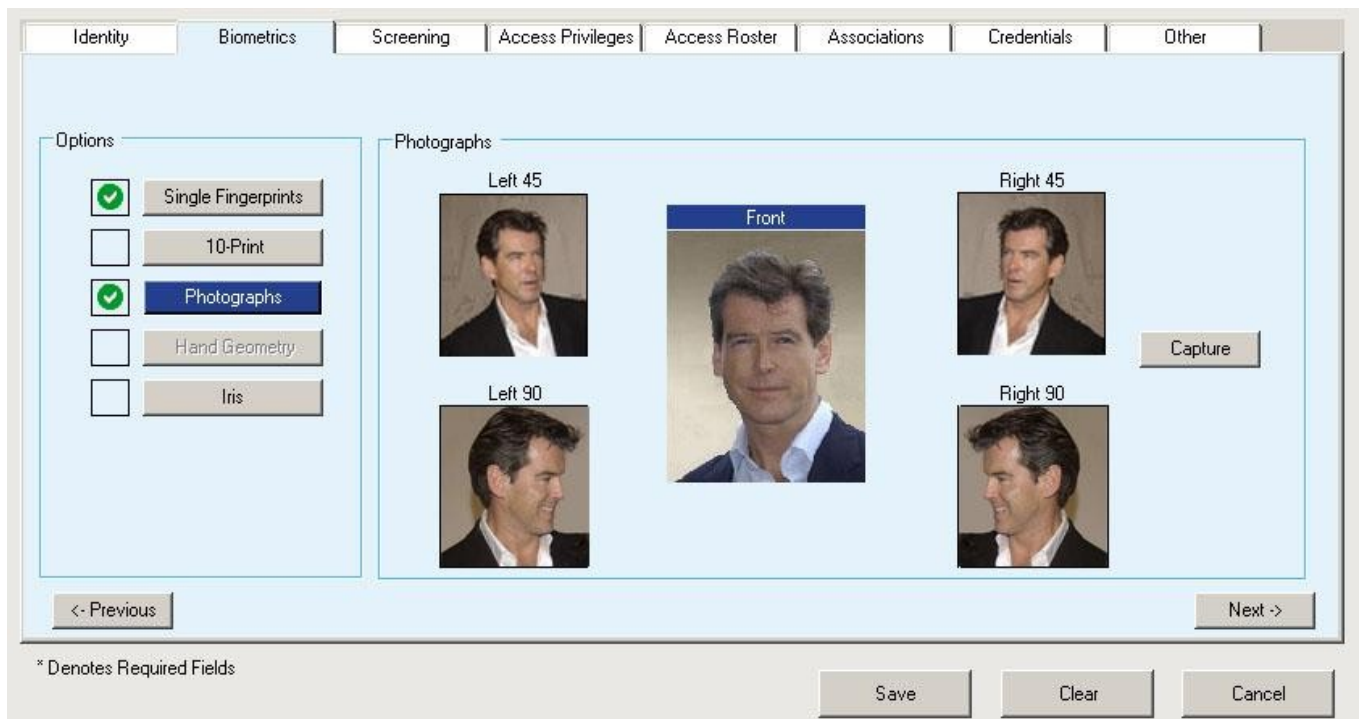 Identity Biometrics Screening Access Privileges Access Roster Associations Credentials Other
Options
Single Fingerprints
10-Print
Photographs
Hand Geometry
Iris
Photographs
Left 45
Front
Right 45
Capture
Left 90
Right 90
<- Previous
Next ->
* Denotes Required Fields
Save
Clear
Cancel